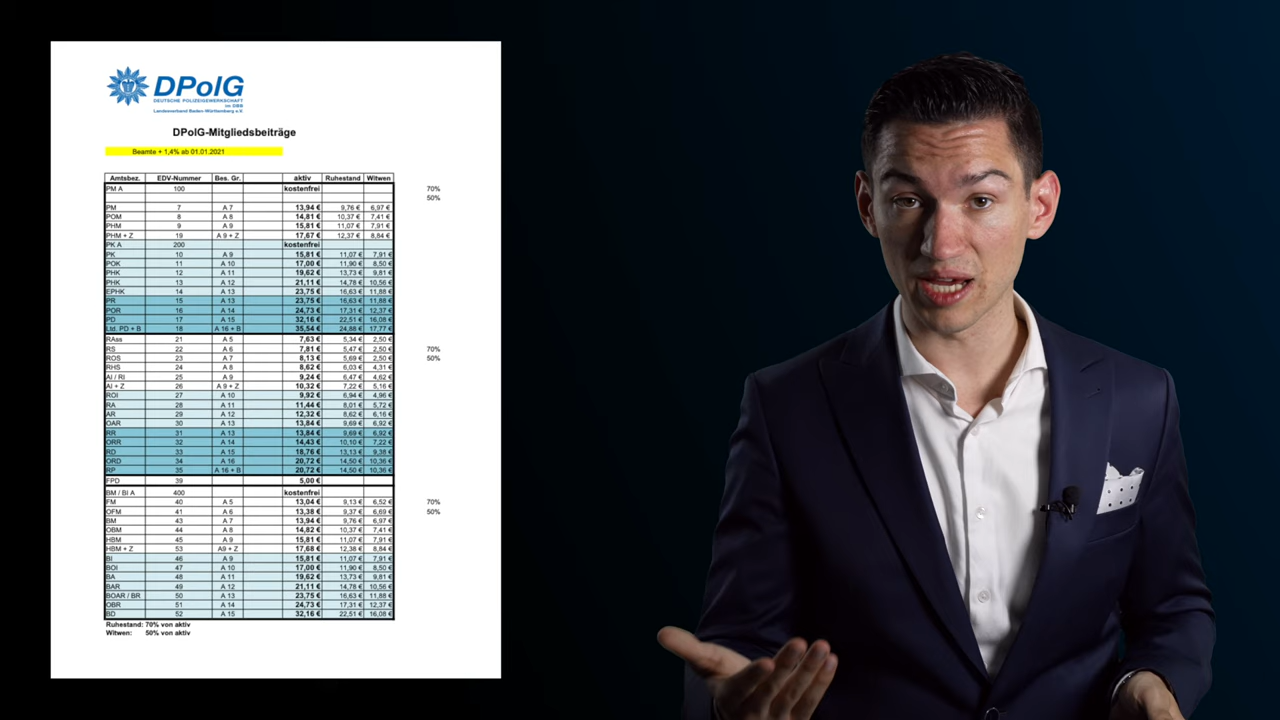 DPolG
DEUTSCHE POLIZEIGEWERKSCHAFT
im DBB
Landesverband Baden-Württemberg e.V.
DPolG-Mitgliedsbeiträge
Beamte + 1,4% ab 01.01.2021
Amtsbez. EDV-Nummer Bes. Gr. aktiv Ruhestand Witwen
PM A 100 kostenfrei 70%
50%
PM 7 A 7 13,94 € 9,76 € 6,97 €
POM 8 A 8 14,81 € 10,37 € 7,41 €
PHM 9 A 9 15,81 € 11,07 € 7,91 €
PHM + Z 19 A 9 + Z 17,67 € 12,37 € 8,84 €
PK A 200 kostenfrei
PK 10 A 9 15,81 € 11,07 € 7,91 €
POK 11 A 10 17,00 € 11,90 € 8,50 €
PHK 12 A 11 19,62 € 13,73 € 9,81 €
PHK 13 A 12 21,11 € 14,78 € 10,56 €
EPHK 14 A 13 23,75 € 16,63 € 11,88 €
PR 15 A 13 23,75 € 16,63 € 11,88 €
POR 16 A 14 24,73 € 17,31 € 12,37 €
PD 17 A 15 32,16 € 22,51 € 16,08 €
Ltd. PD + B 18 A 16 + B 35,54 € 24,88 € 17,77 €
RAss 21 A 5 7,63 € 5,34 € 2,50 €
RS 22 A 6 7,81 € 5,47 € 2,50 € 70%
ROS 23 A 7 8,13 € 5,69 € 2,50 € 50%
RHS 24 A 8 8,62 € 6,03 € 4,31 €
AI / RI 25 A 9 9,24 € 6,47 € 4,62 €
AI + Z 26 A 9 + Z 10,32 € 7,22 € 5,16 €
ROI 27 A 10 9,92 € 6,94 € 4,96 €
RA 28 A 11 11,44 € 8,01 € 5,72 €
AR 29 A 12 12,32 € 8,62 € 6,16 €
OAR 30 A 13 13,84 € 9,69 € 6,92 €
RR 31 A 13 13,84 € 9,69 € 6,92 €
ORR 32 A 14 14,43 € 10,10 € 7,22 €
RD 33 A 15 18,76 € 13,13 € 9,38 €
ORD 34 A 16 20,72 € 14,50 € 10,36 €
RP 35 A 16 + B 20,72 € 14,50 € 10,36 €
FPD 39 5,00 €
BM / BI A 400 kostenfrei
FM 40 A 5 13,04 € 9,13 € 6,52 € 70%
OFM 41 A 6 13,38 € 9,37 € 6,69 € 50%
BM 43 A 7 13,94 € 9,76 € 6,97 €
OBM 44 A 8 14,82 € 10,37 € 7,41 €
HBM 45 A 9 15,81 € 11,07 € 7,91 €
HBM + Z 53 A9 + Z 17,68 € 12,38 € 8,84 €
BI 46 A 9 15,81 € 11,07 € 7,91 €
BOI 47 A 10 17,00 € 11,90 € 8,50 €
BA 48 A 11 19,62 € 13,73 € 9,81 €
BAR 49 A 12 21,11 € 14,78 € 10,56 €
BOAR / BR 50 A 13 23,75 € 16,63 € 11,88 €
OBR 51 A 14 24,73 € 17,31 € 12,37 €
BD 52 A 15 32,16 € 22,51 € 16,08 €
Ruhestand: 70% von aktiv
Witwen: 50% von aktiv